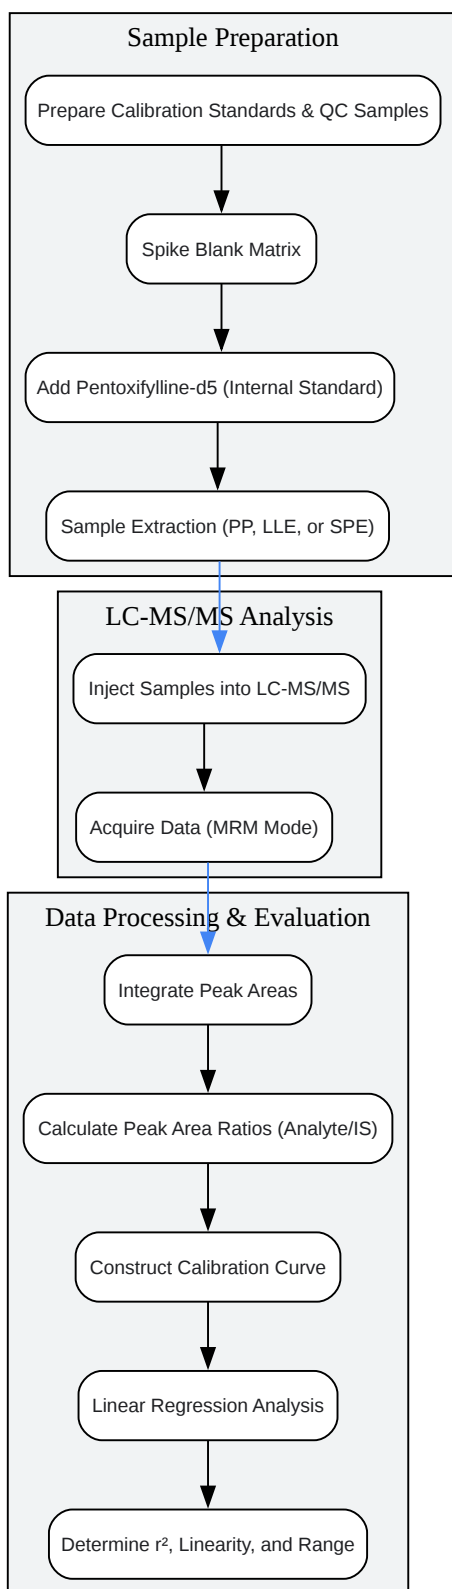 Sample Preparation
Prepare Calibration Standards & QC Samples
Spike Blank Matrix
Add Pentoxifylline-d5 (Internal Standard)
Sample Extraction (PP, LLE, or SPE)
LC-MS/MS Analysis
Inject Samples into LC-MS/MS
Acquire Data (MRM Mode)
Data Processing & Evaluation
Integrate Peak Areas
Calculate Peak Area Ratios (Analyte/IS)
Construct Calibration Curve
Linear Regression Analysis
Determine r², Linearity, and Range